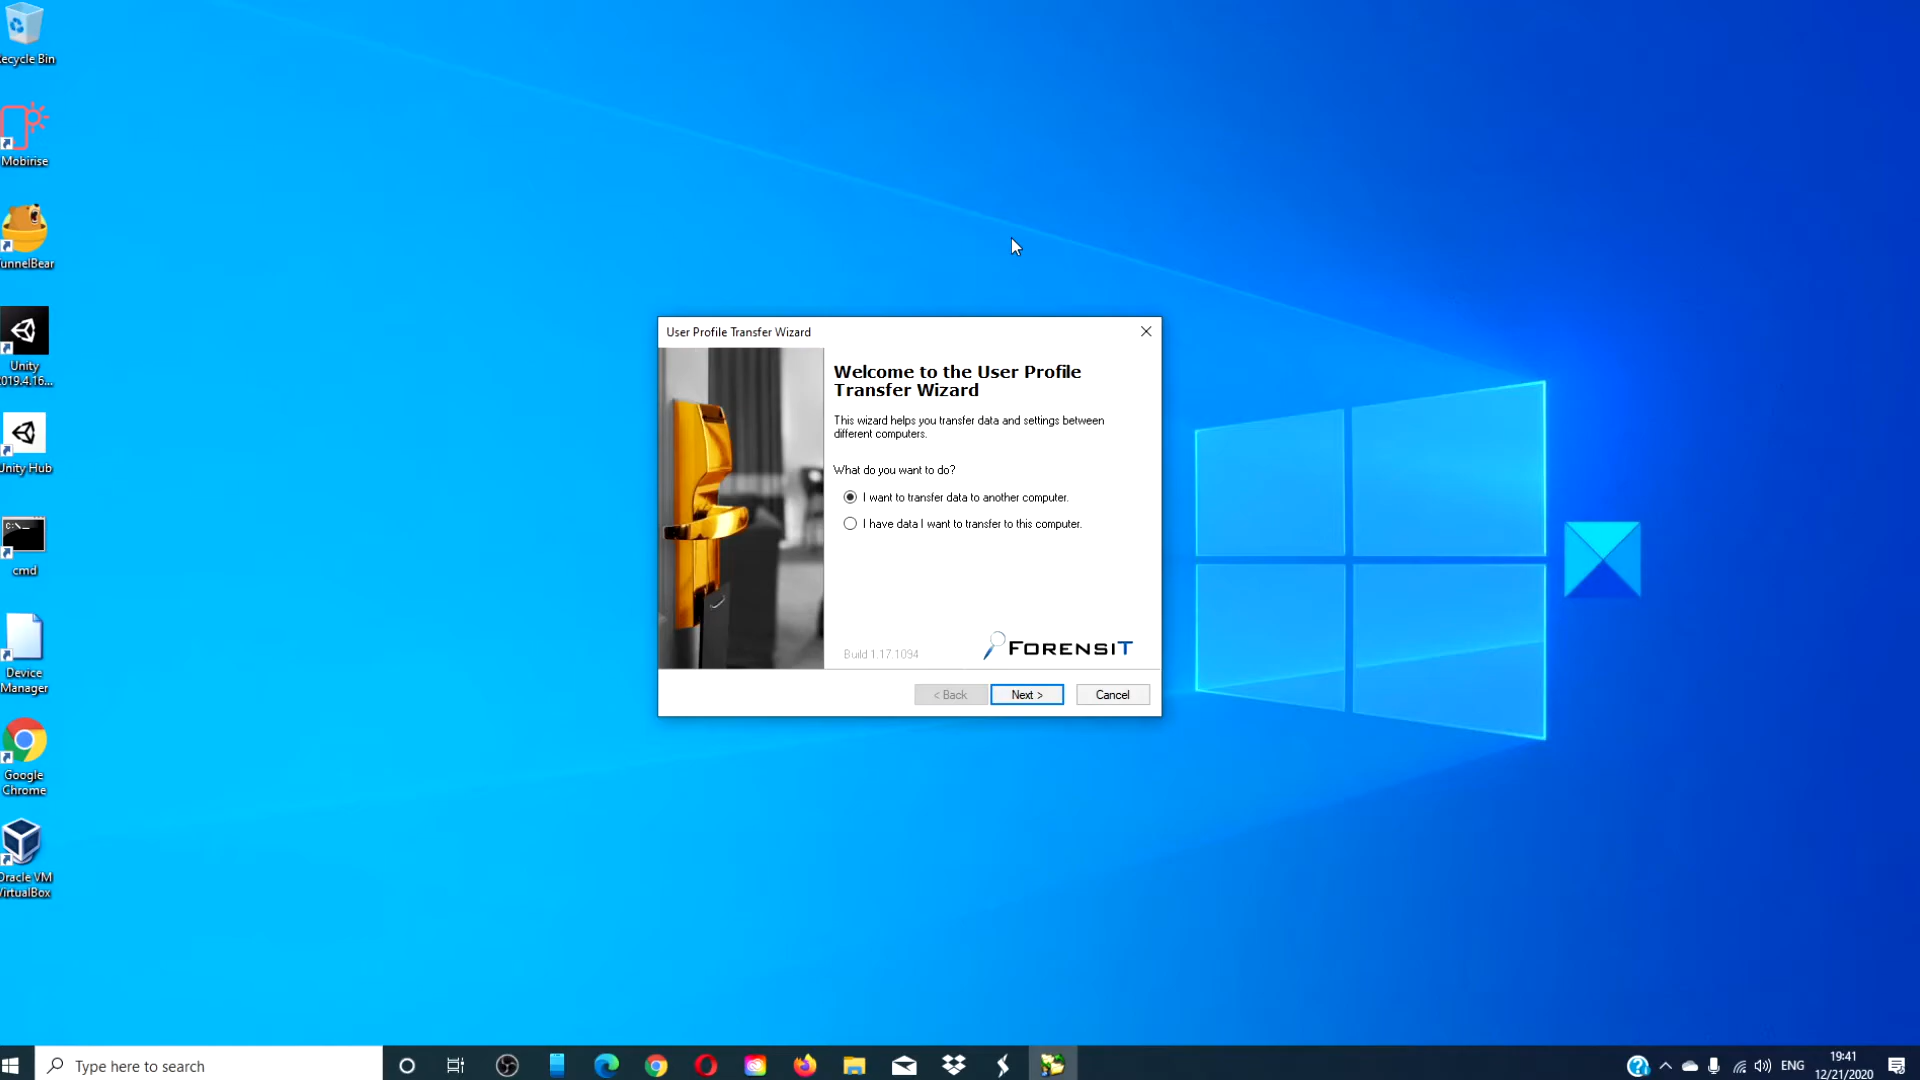 ecycle Bin
Mobirise
unnelBear
Unity
019.4.16...
Unity Hub
C:\
cmd
Device
Manager
Google
Chrome
Oracle VM
VirtualBox
User Profile Transfer Wizard
Welcome to the User Profile
Transfer Wizard
This wizard helps you transfer data and settings between
different computers.
What do you want to do?
I want to transfer data to another computer.
I have data I want to transfer to this computer.
Build 1.17.1094
FORENSIT
< Back
Next >
Cancel
Type here to search
ENG
19:41
12/21/2020